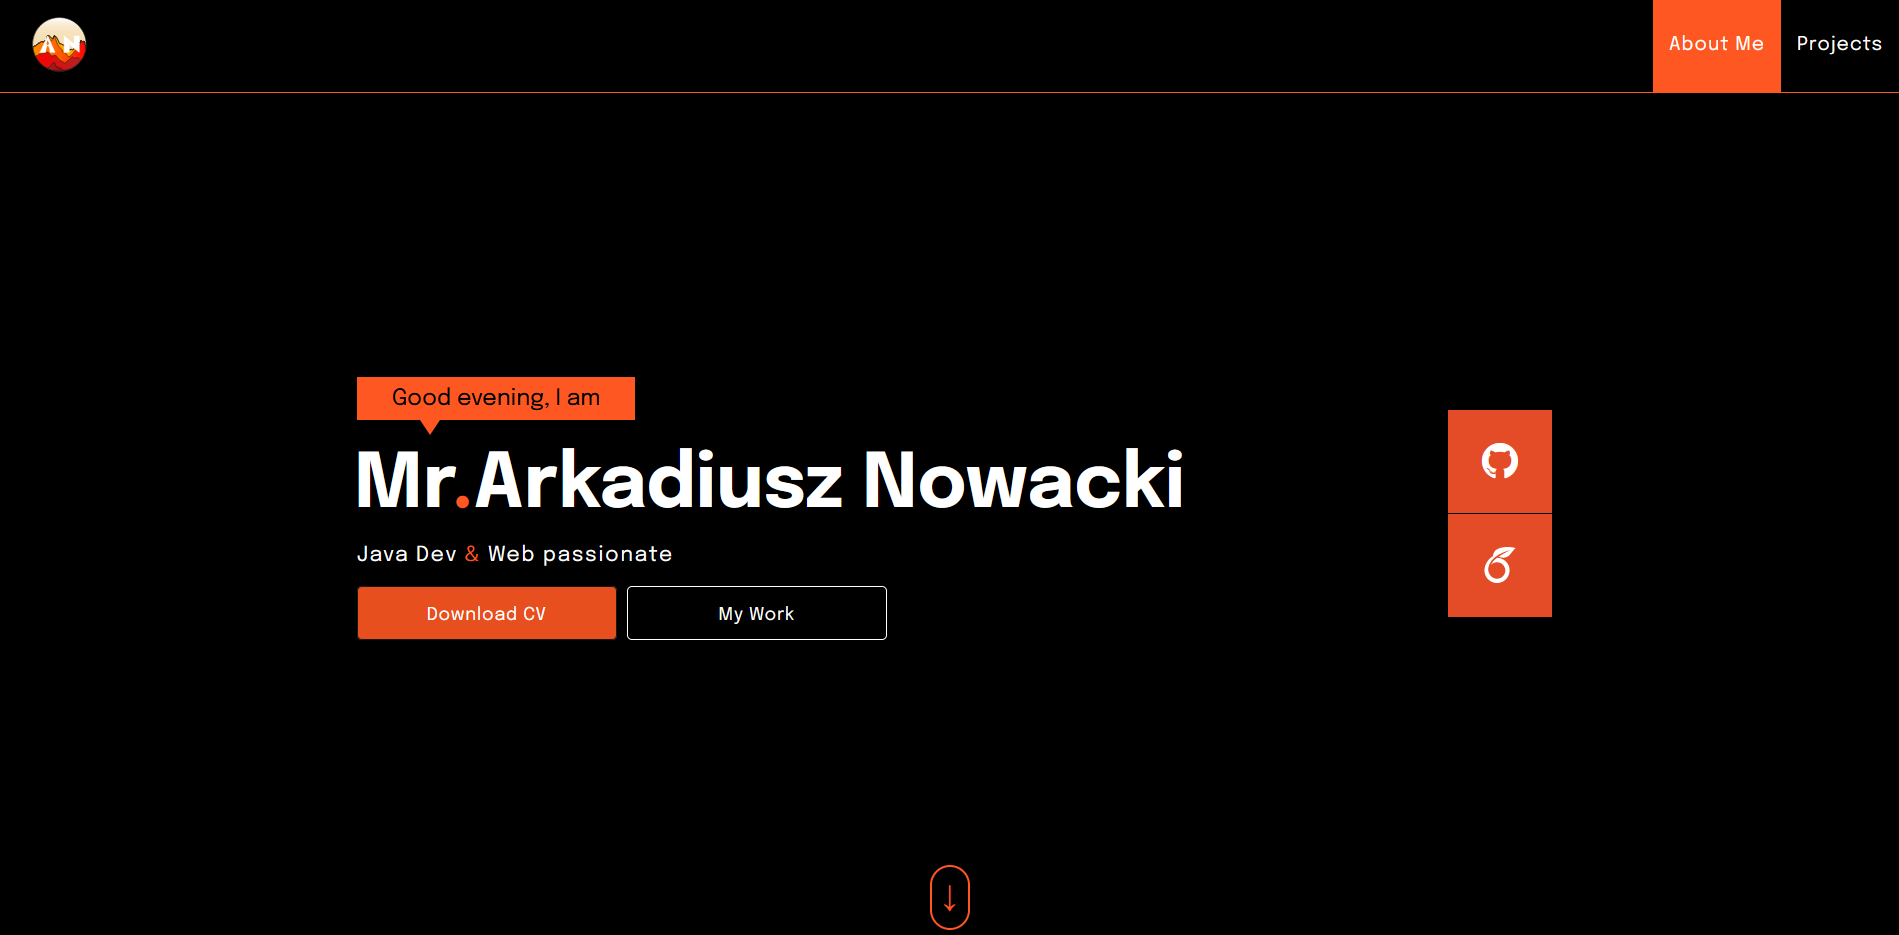 AN
About Me
Projects
Good evening, I am
Mr.Arkadiusz Nowacki
Java Dev & Web passionate
Download CV
My Work